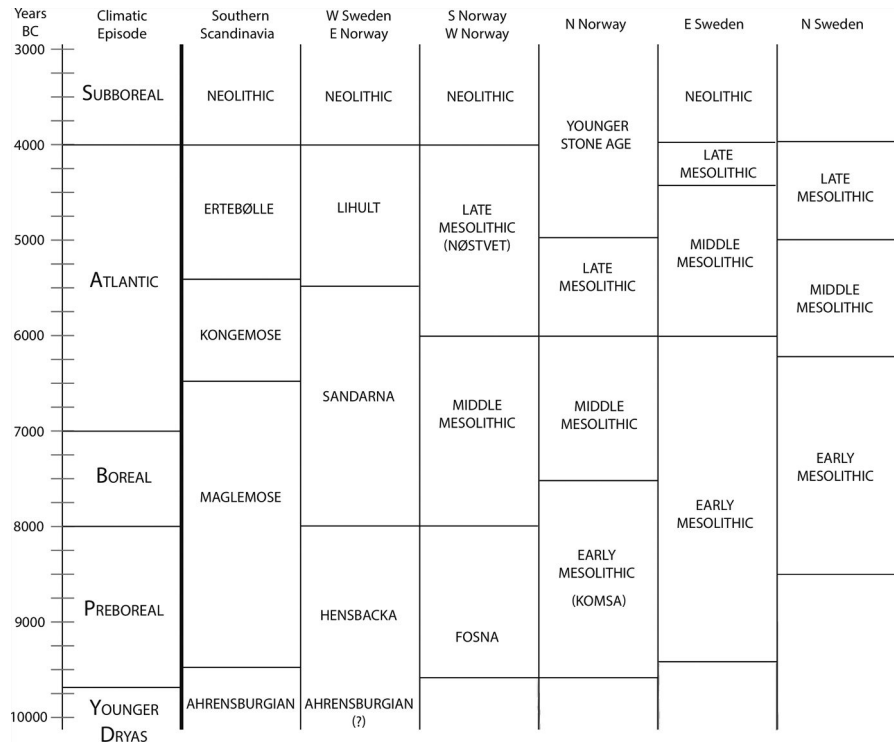 Years
BC
Climatic
Episode
Southern
Scandinavia
W Sweden
E Norway
S Norway
W Norway
N Norway
E Sweden
N Sweden
3000
4000
5000
6000
7000
8000
9000
10000
SUBBOREAL
ATLANTIC
BOREAL
PREBOREAL
YOUNGER
DRYAS
NEOLITHIC
ERTEBØLLE
KONGEMOSE
MAGLEMOSE
AHRENSBURGIAN
NEOLITHIC
LIHULT
SANDARNA
HENSBACKA
AHRENSBURGIAN
(?)
NEOLITHIC
LATE
MESOLITHIC
(NØSTVET)
MIDDLE
MESOLITHIC
FOSNA
YOUNGER
STONE AGE
LATE
MESOLITHIC
MIDDLE
MESOLITHIC
EARLY
MESOLITHIC
(KOMSA)
NEOLITHIC
LATE
MESOLITHIC
MIDDLE
MESOLITHIC
EARLY
MESOLITHIC
LATE
MESOLITHIC
MIDDLE
MESOLITHIC
EARLY
MESOLITHIC